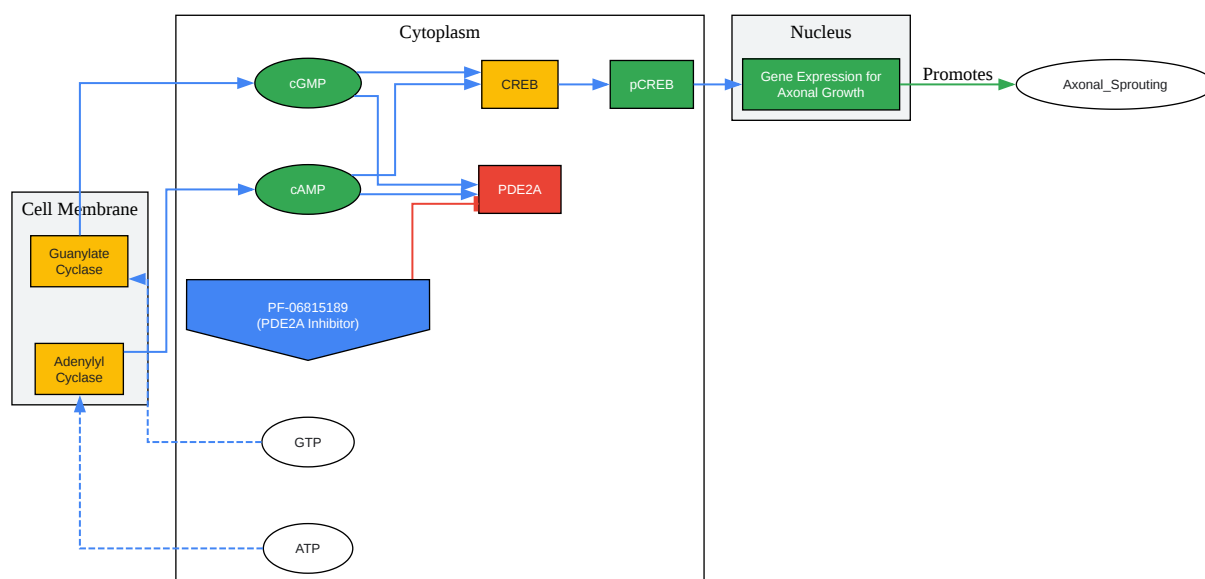 Cytoplasm
Nucleus
cGMP
CREB
pCREB
Gene Expression for
Axonal Growth
Promotes
Axonal_Sprouting
cAMP
PDE2A
Cell Membrane
Guanylate
Cyclase
PF-06815189
(PDE2A Inhibitor)
Adenylyl
Cyclase
GTP
ATP